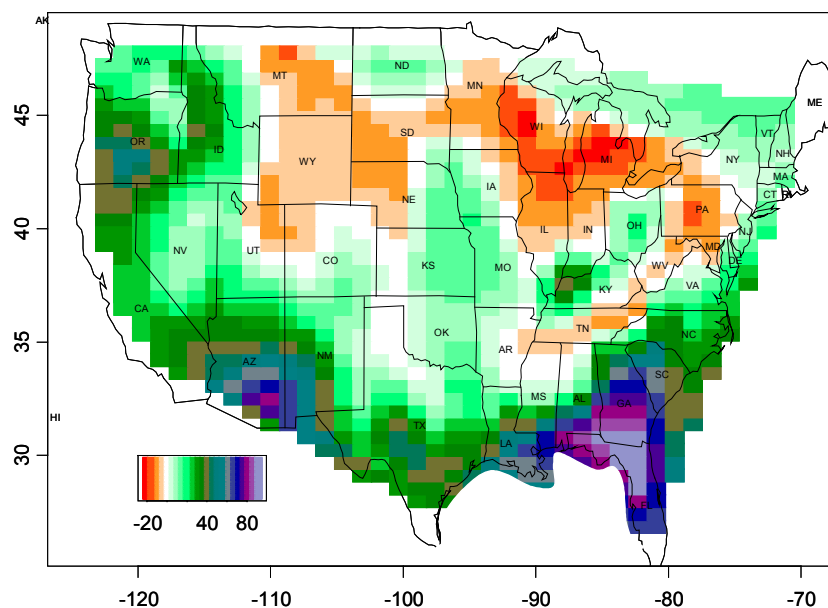 AK
WA
MT
ND
MN
ME
OR
ID
SD
WI
MI
VT
NH
NY
WY
MA
IA
CT
RI
NE
PA
NV
UT
CO
KS
MO
IL
IN
OH
NJ
MD
DE
WV
VA
KY
CA
OK
TN
NC
AZ
NM
AR
SC
MS
AL
GA
HI
TX
LA
FL
45
40
35
30
-20
40
80
-120
-110
-100
-90
-80
-70